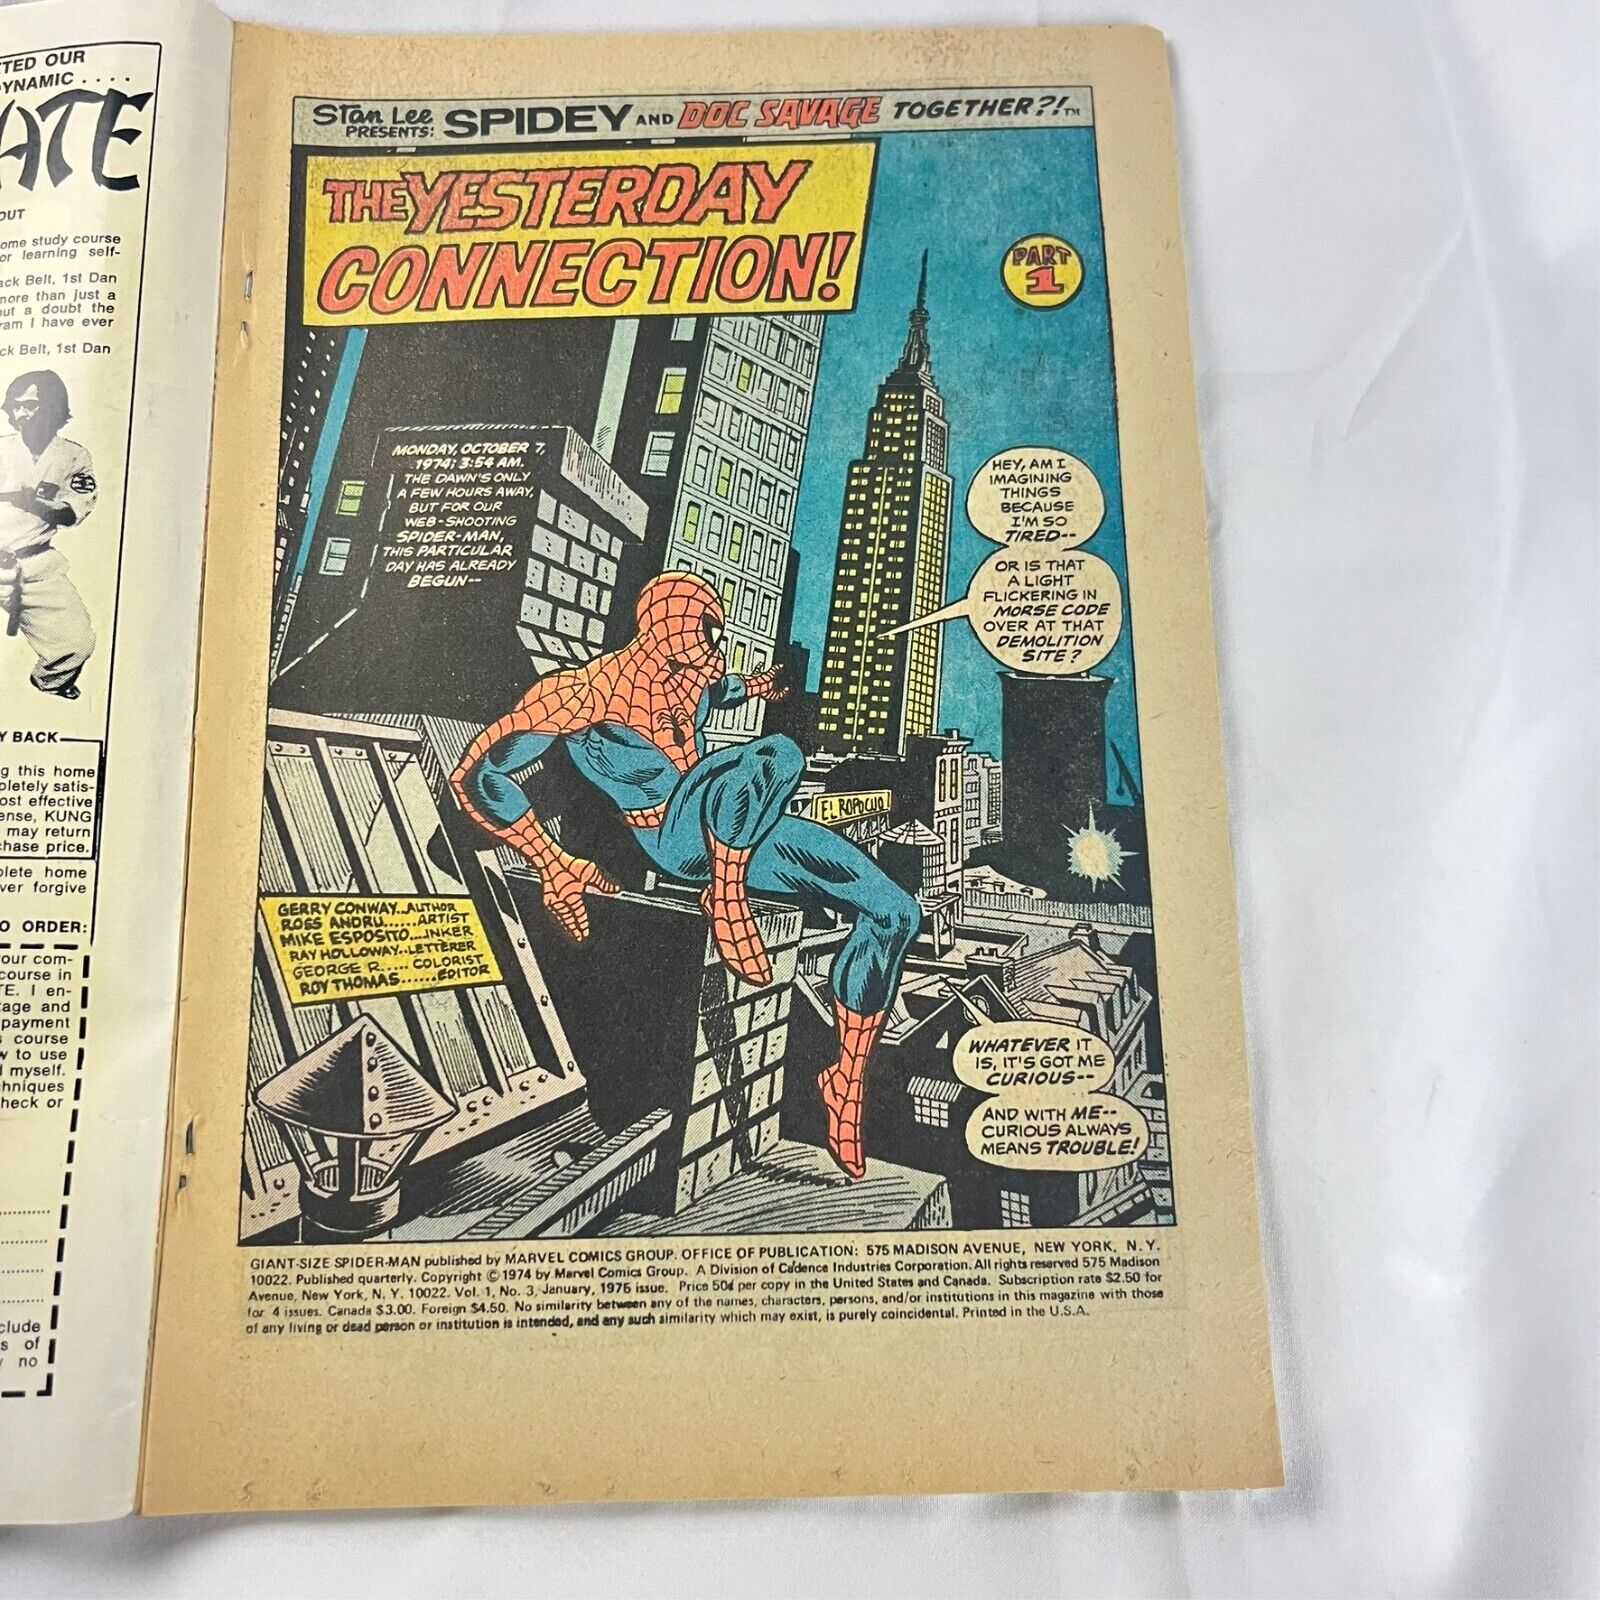 TED OUR
YNAMIC . . . .
ATE
OUT
ome study course
or learning self-
ack Belt, 1st Dan
more than just a
out a doubt the
ram I have ever
ck Belt, 1st Dan
Y BACK
g this home
pletely satis-
ost effective
ense, KUNG
may return
chase price.
plete home
ver forgive
O ORDER:
our com-
course in
TE. I en-
tage and
payment
s course
w to use
l myself.
chniques
heck or
clude
s of
no
Stan Lee
PRESENTS: SPIDEY AND DOC SAVAGE TOGETHER?!™
THE YESTERDAY
CONNECTION!
PART
1
MONDAY, OCTOBER 7,
1974; 3:54 AM.
THE DAWN'S ONLY
A FEW HOURS AWAY,
BUT FOR OUR
WEB-SHOOTING
SPIDER-MAN,
THIS PARTICULAR
DAY HAS ALREADY
BEGUN--
HEY, AM I
IMAGINING
THINGS
BECAUSE
I'M SO
TIRED--
OR IS THAT
A LIGHT
FLICKERING IN
MORSE CODE
OVER AT THAT
DEMOLITION
SITE?
EL ROPOCHO
GERRY CONWAY..AUTHOR
ROSS ANDRU......ARTIST
MIKE ESPOSITO....INKER
RAY HOLLOWAY..LETTERER
GEORGE R..... COLORIST
ROY THOMAS......EDITOR
WHATEVER IT
IS, IT'S GOT ME
CURIOUS--
AND WITH ME--
CURIOUS ALWAYS
MEANS TROUBLE!
GIANT-SIZE SPIDER-MAN published by MARVEL COMICS GROUP. OFFICE OF PUBLICATION: 575 MADISON AVENUE, NEW YORK, N. Y.
10022. Published quarterly. Copyright © 1974 by Marvel Comics Group. A Division of Cadence Industries Corporation. All rights reserved 575 Madison
Avenue, New York, N. Y. 10022. Vol. 1, No. 3, January, 1975 issue. Price 50¢ per copy in the United States and Canada. Subscription rate $2.50 for
for 4 issues. Canada $3.00. Foreign $4.50. No similarity between any of the names, characters, persons, and/or institutions in this magazine with those
of any living or dead person or institution is intended, and any such similarity which may exist, is purely coincidental. Printed in the U.S.A.